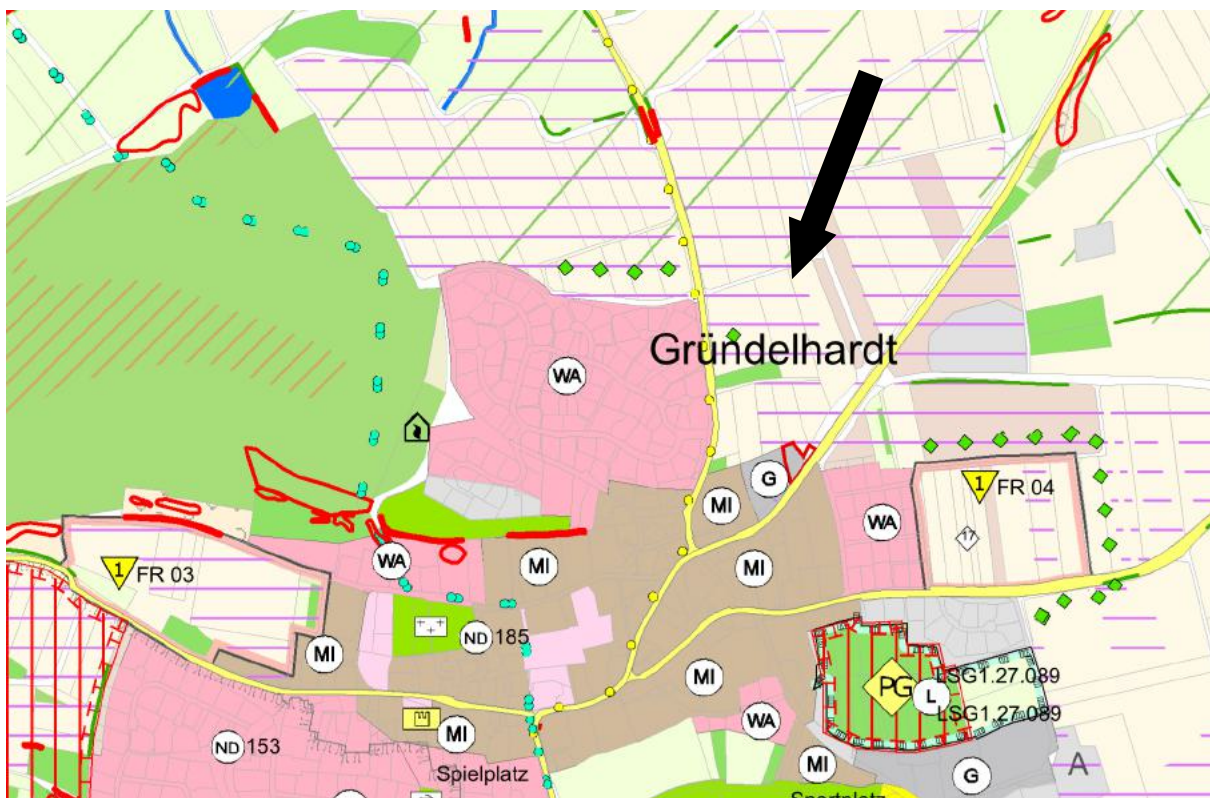 Gründelhardt
WA
G
MI
1
FR 04
WA
17
1
FR 03
WA
MI
MI
ND 185
MI
MI
PG
L
LSG1.27.089
LSG1.27.089
WA
ND 153
MI
Spielplatz
MI
G
A